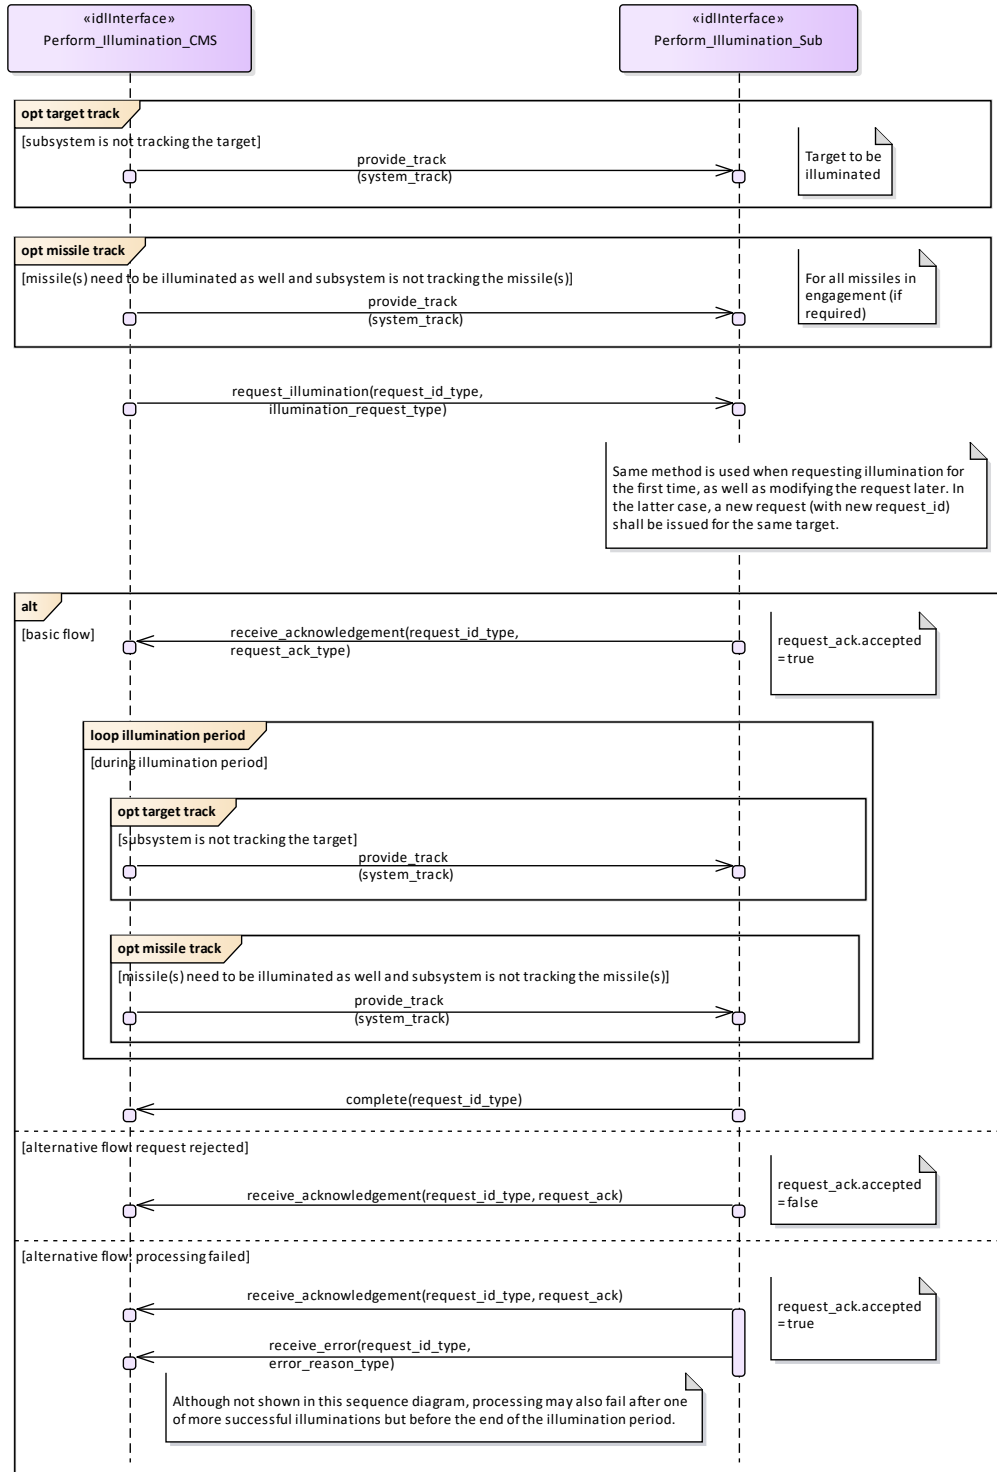 «idlInterface»
Perform_Illumination_CMS
«idlInterface»
Perform_Illumination_Sub
opt target track
[subsystem is not tracking the target]
provide_track
(system_track)
Target to be
illuminated
opt missile track
[missile(s) need to be illuminated as well and subsystem is not tracking the missile(s)]
provide_track
(system_track)
For all missiles in
engagement (if
required)
request_illumination(request_id_type,
illumination_request_type)
Same method is used when requesting illumination for
the first time, as well as modifying the request later. In
the latter case, a new request (with new request_id)
shall be issued for the same target.
alt
[basic flow]
receive_acknowledgement(request_id_type,
request_ack_type)
request_ack.accepted
= true
loop illumination period
[during illumination period]
opt target track
[subsystem is not tracking the target]
provide_track
(system_track)
opt missile track
[missile(s) need to be illuminated as well and subsystem is not tracking the missile(s)]
provide_track
(system_track)
complete(request_id_type)
[alternative flow: request rejected]
receive_acknowledgement(request_id_type, request_ack)
request_ack.accepted
= false
[alternative flow: processing failed]
receive_acknowledgement(request_id_type, request_ack)
request_ack.accepted
= true
receive_error(request_id_type,
error_reason_type)
Although not shown in this sequence diagram, processing may also fail after one
of more successful illuminations but before the end of the illumination period.